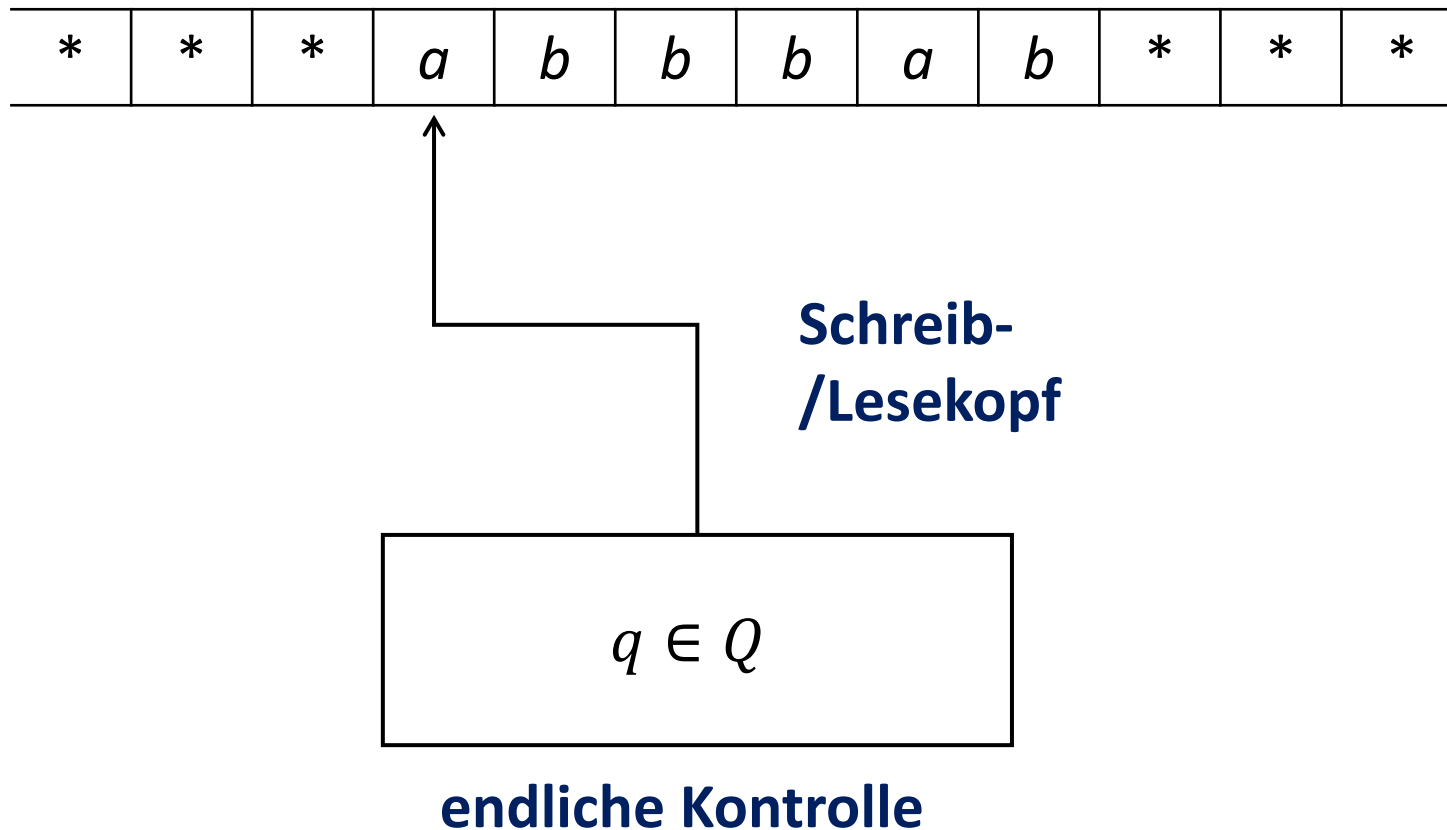 * * * a b b b a b * * *
Schreib-
/Lesekopf
q ∈ Q
endliche Kontrolle